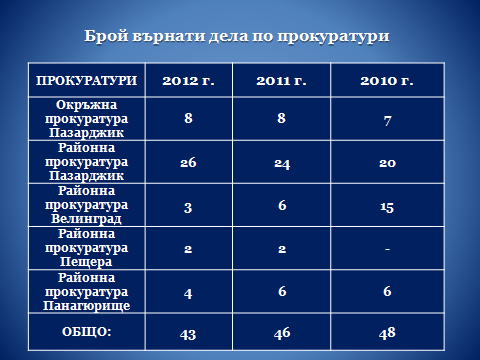 Брой върнати дела по прокуратури
ПРОКУРАТУРИ 2012 г. 2011 г. 2010 г.
Окръжна
прокуратура
Пазарджик 8 8 7
Районна
прокуратура
Пазарджик 26 24 20
Районна
прокуратура
Велинград 3 6 15
Районна
прокуратура
Пещера 2 2 -
Районна
прокуратура
Панагюрище 4 6 6
ОБЩО: 43 46 48